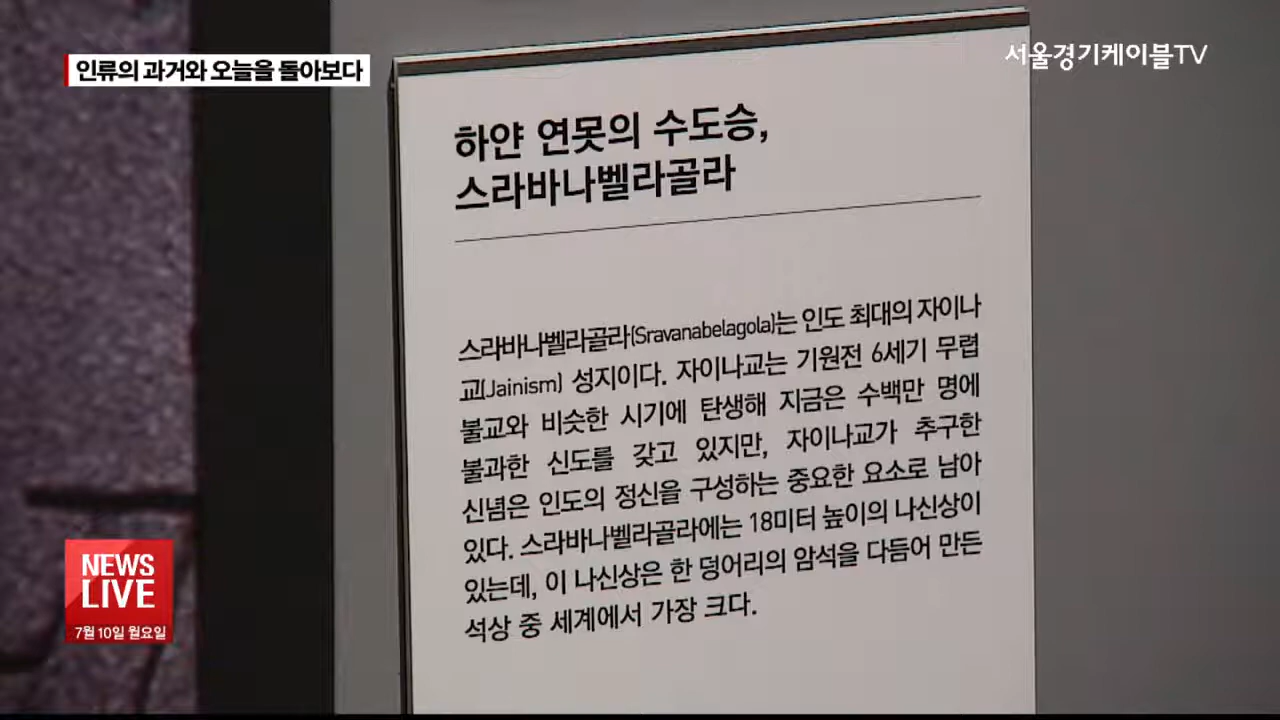 인류의 과거와 오늘을 돌아보다
서울경기케이블TV
하얀 연못의 수도승,
스라바나벨라골라
스라바나벨라골라(Sravanabelagola)는 인도 최대의 자이나
교(Jainism) 성지이다. 자이나교는 기원전 6세기 무렵
불교와 비슷한 시기에 탄생해 지금은 수백만 명에
불과한 신도를 갖고 있지만, 자이나교가 추구한
신념은 인도의 정신을 구성하는 중요한 요소로 남아
있다. 스라바나벨라골라에는 18미터 높이의 나신상이
있는데, 이 나신상은 한 덩어리의 암석을 다듬어 만든
석상 중 세계에서 가장 크다.
NEWS
LIVE
7월 10일 월요일